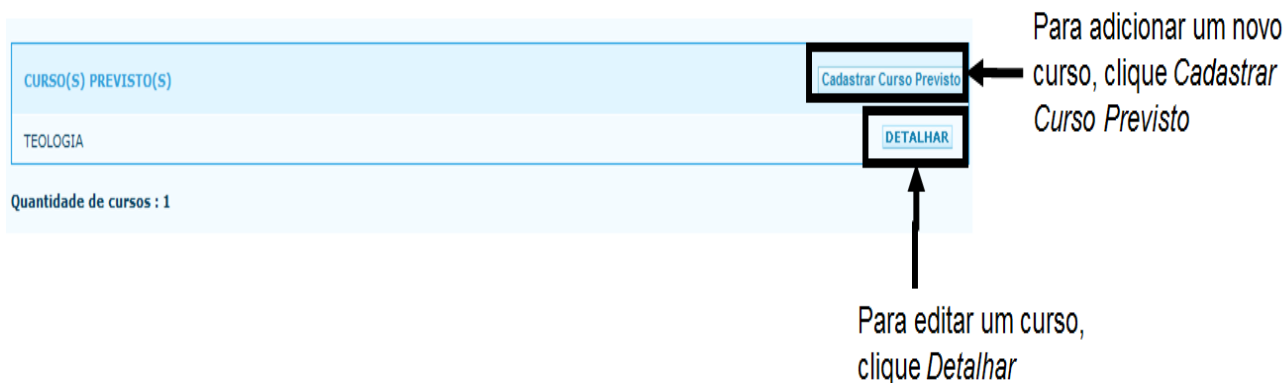 Para adicionar um novo
curso, clique Cadastrar
Curso Previsto
CURSO(S) PREVISTO(S)
Cadastrar Curso Previsto
TEOLOGIA
DETALHAR
Quantidade de cursos : 1
Para editar um curso,
clique Detalhar